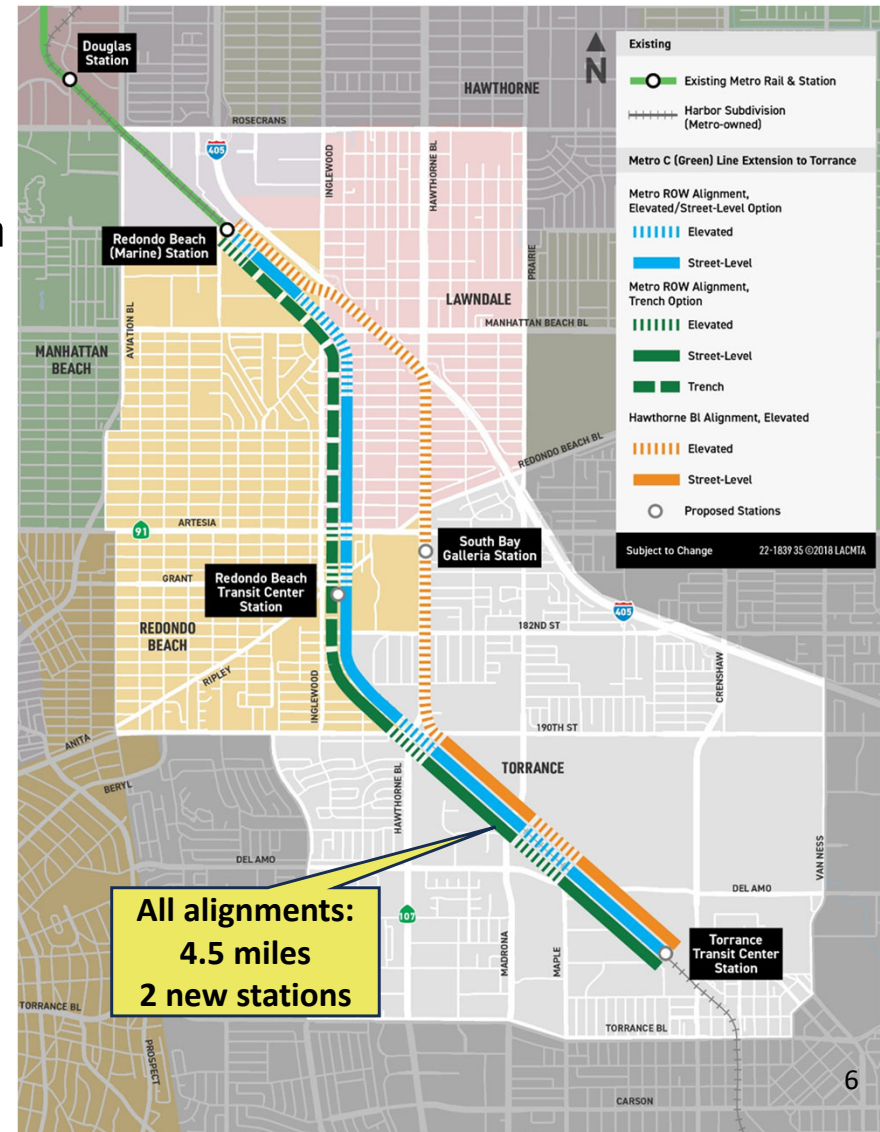 Douglas
Station
HAWTHORNE
N
ROSECRANS
405
INGLEWOOD
HAWTHORNE BL
Redondo Beach
(Marine) Station
PRAIRIE
LAWNDALE
MANHATTAN BEACH BL
AVIATION BL
MANHATTAN
BEACH
REDONDO BEACH BL
ARTESIA
91
South Bay
Galleria Station
GRANT
Redondo Beach
Transit Center
Station
405
182ND ST
REDONDO
BEACH
RIPLEY
INGLEWOOD
CRENSHAW
190TH ST
ANITA
TORRANCE
BERYL
HAWTHORNE BL
VAN NESS
DEL AMO
DEL AMO
All alignments:
4.5 miles
2 new stations
107
MADRONA
MAPLE
Torrance
Transit Center
Station
TORRANCE BL
TORRANCE BL
PROSPECT
CARSON
6
Existing
Existing Metro Rail & Station
Harbor Subdivision
(Metro-owned)
Metro C (Green) Line Extension to Torrance
Metro ROW Alignment,
Elevated/Street-Level Option
Elevated
Street-Level
Metro ROW Alignment,
Trench Option
Elevated
Street-Level
Trench
Hawthorne Bl Alignment, Elevated
Elevated
Street-Level
Proposed Stations
Subject to Change 22-1839 35 ©2018 LACMTA